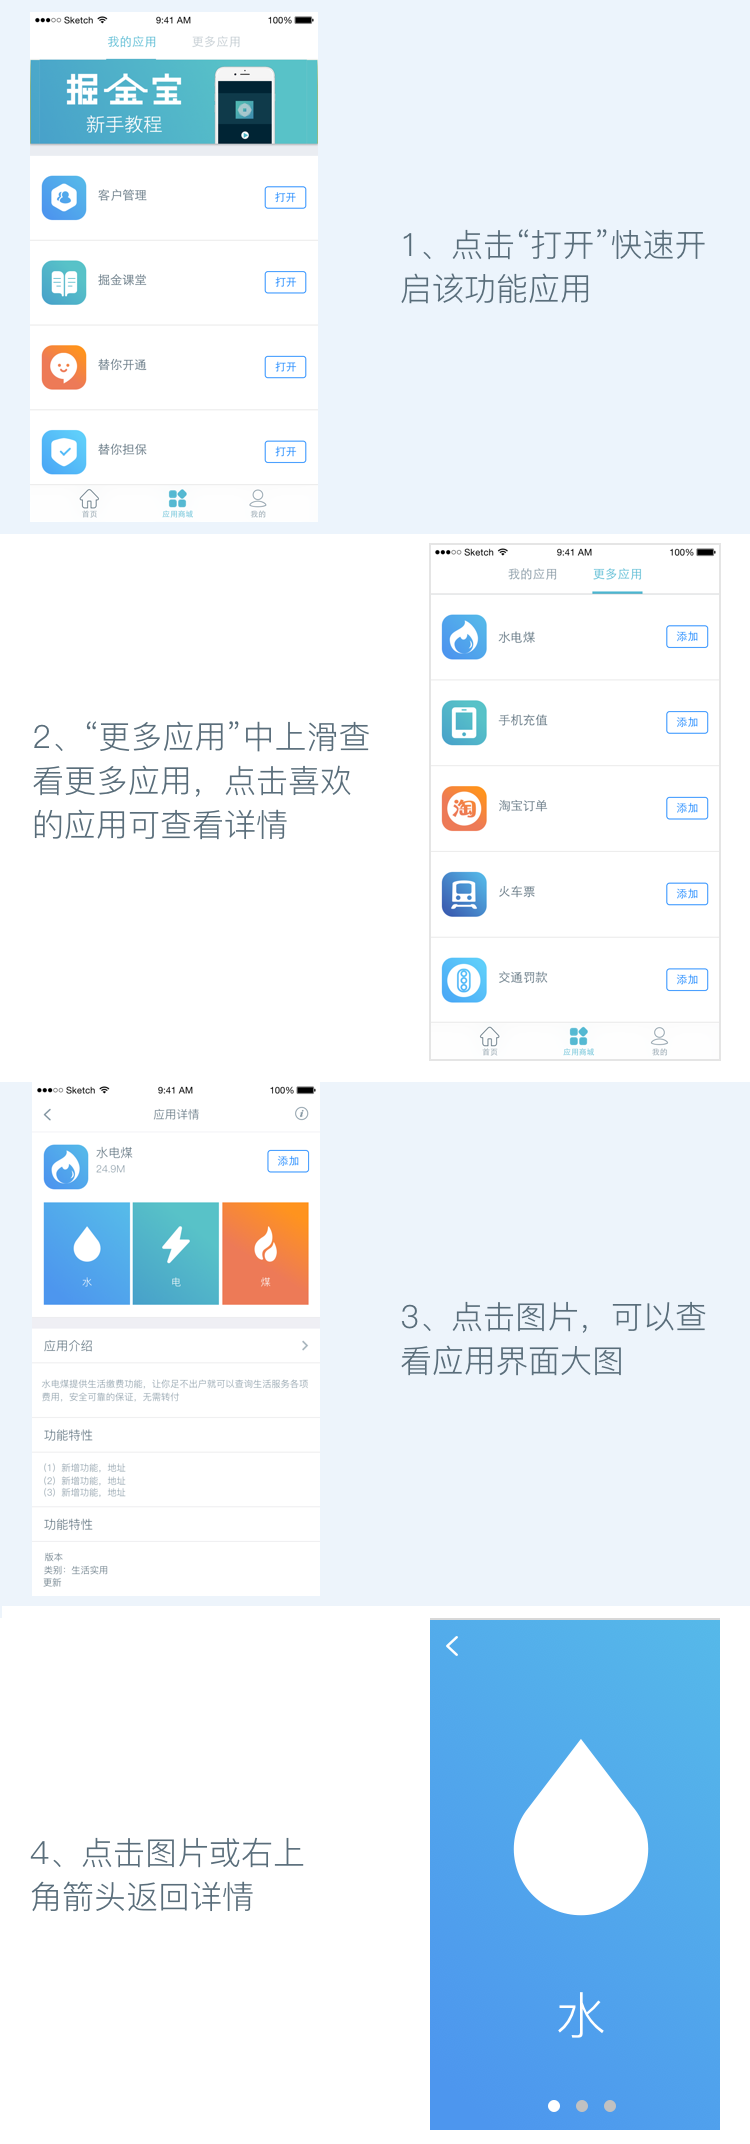 Sketch 9:41 AM 100%
我的应用 更多应用
掘金宝
新手教程
客户管理 打开
掘金课堂 打开
替你开通 打开
替你担保 打开
首页 应用商城 我的
1、点击“打开”快速开
启该功能应用
2、“更多应用”中上滑查
看更多应用，点击喜欢
的应用可查看详情
Sketch 9:41 AM 100%
我的应用 更多应用
水电煤 添加
手机充值 添加
淘 淘宝订单 添加
火车票 添加
交通罚款 添加
首页 应用商城 我的
Sketch 9:41 AM 100%
应用详情
水电煤
24.9M
添加
水 电 煤
应用介绍
水电煤提供生活缴费功能，让你足不出户就可以查询生活服务各项
费用，安全可靠的保证，无需转付
功能特性
（1）新增功能，地址
（2）新增功能，地址
（3）新增功能，地址
功能特性
版本
类别：生活实用
更新
3、点击图片，可以查
看应用界面大图
4、点击图片或右上
角箭头返回详情
水